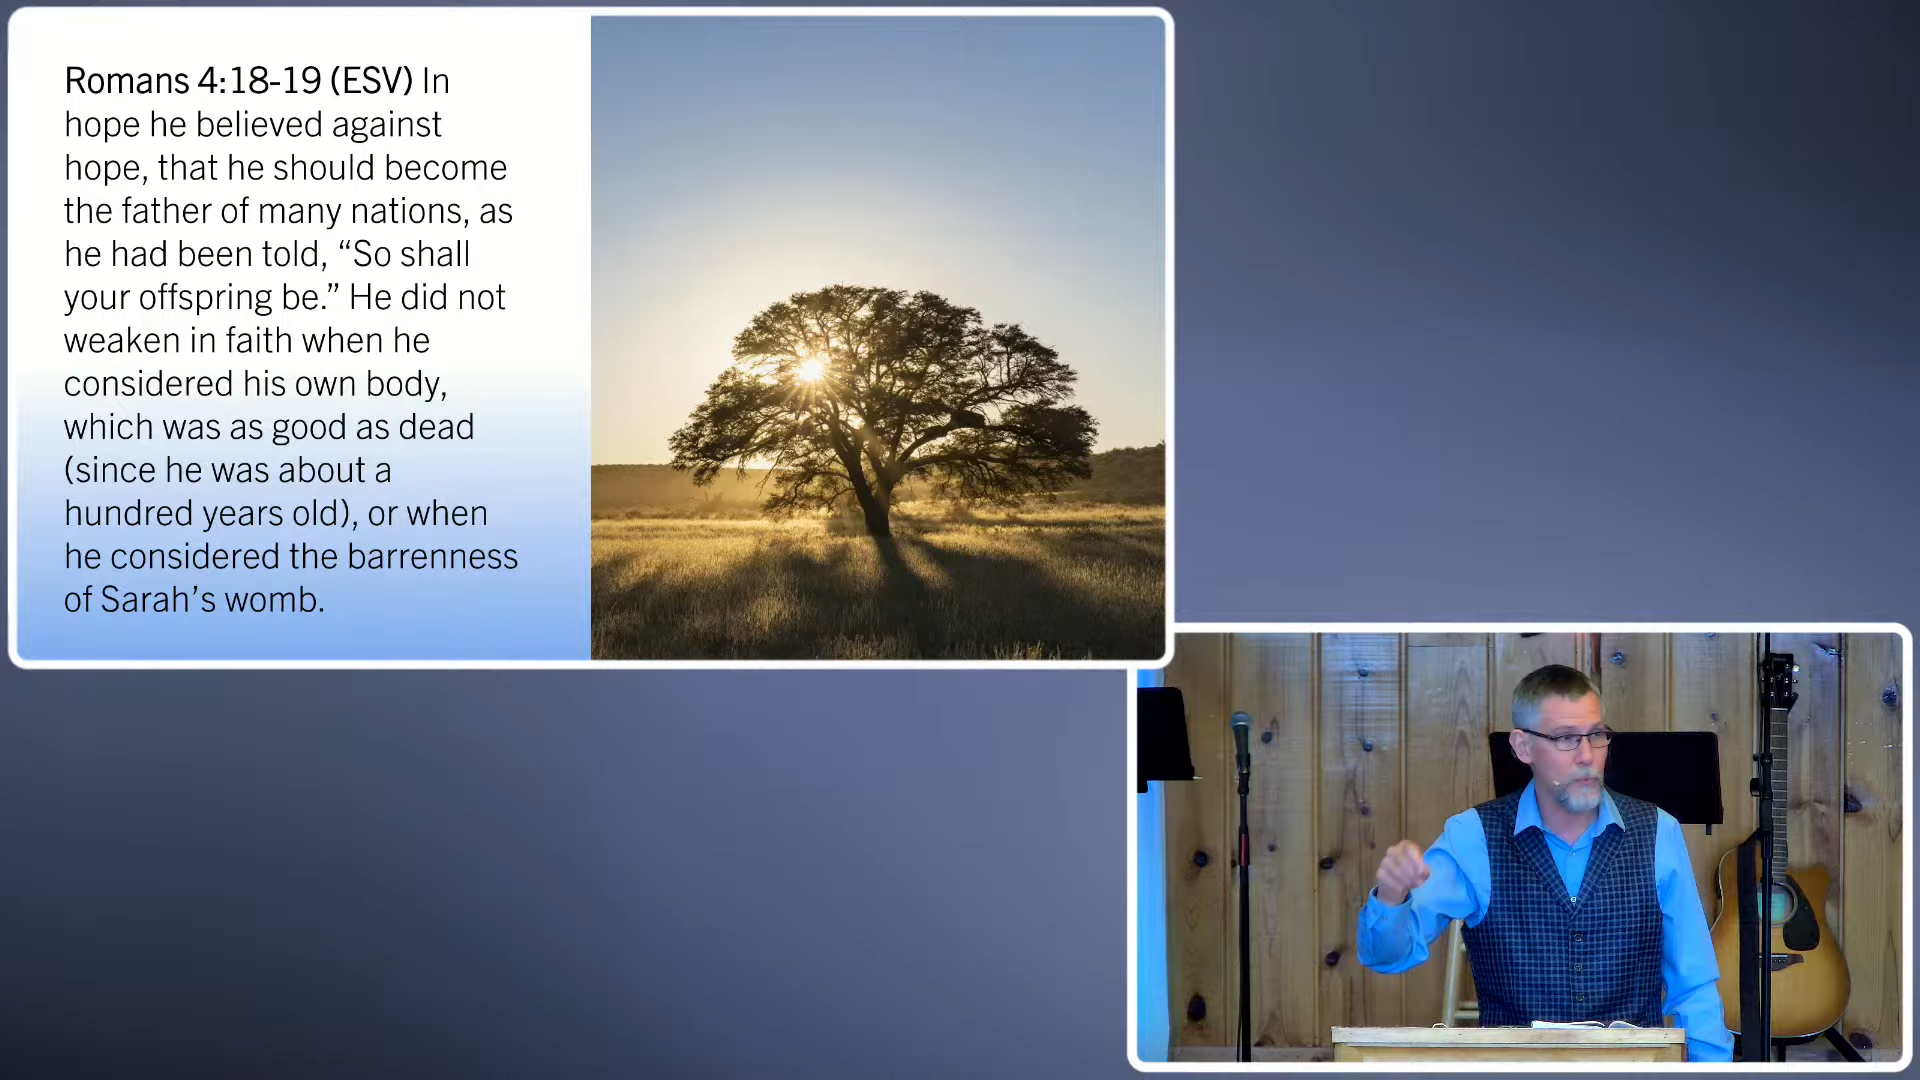 Romans 4:18-19 (ESV) In
hope he believed against
hope, that he should become
the father of many nations, as
he had been told, “So shall
your offspring be.” He did not
weaken in faith when he
considered his own body,
which was as good as dead
(since he was about a
hundred years old), or when
he considered the barrenness
of Sarah’s womb.